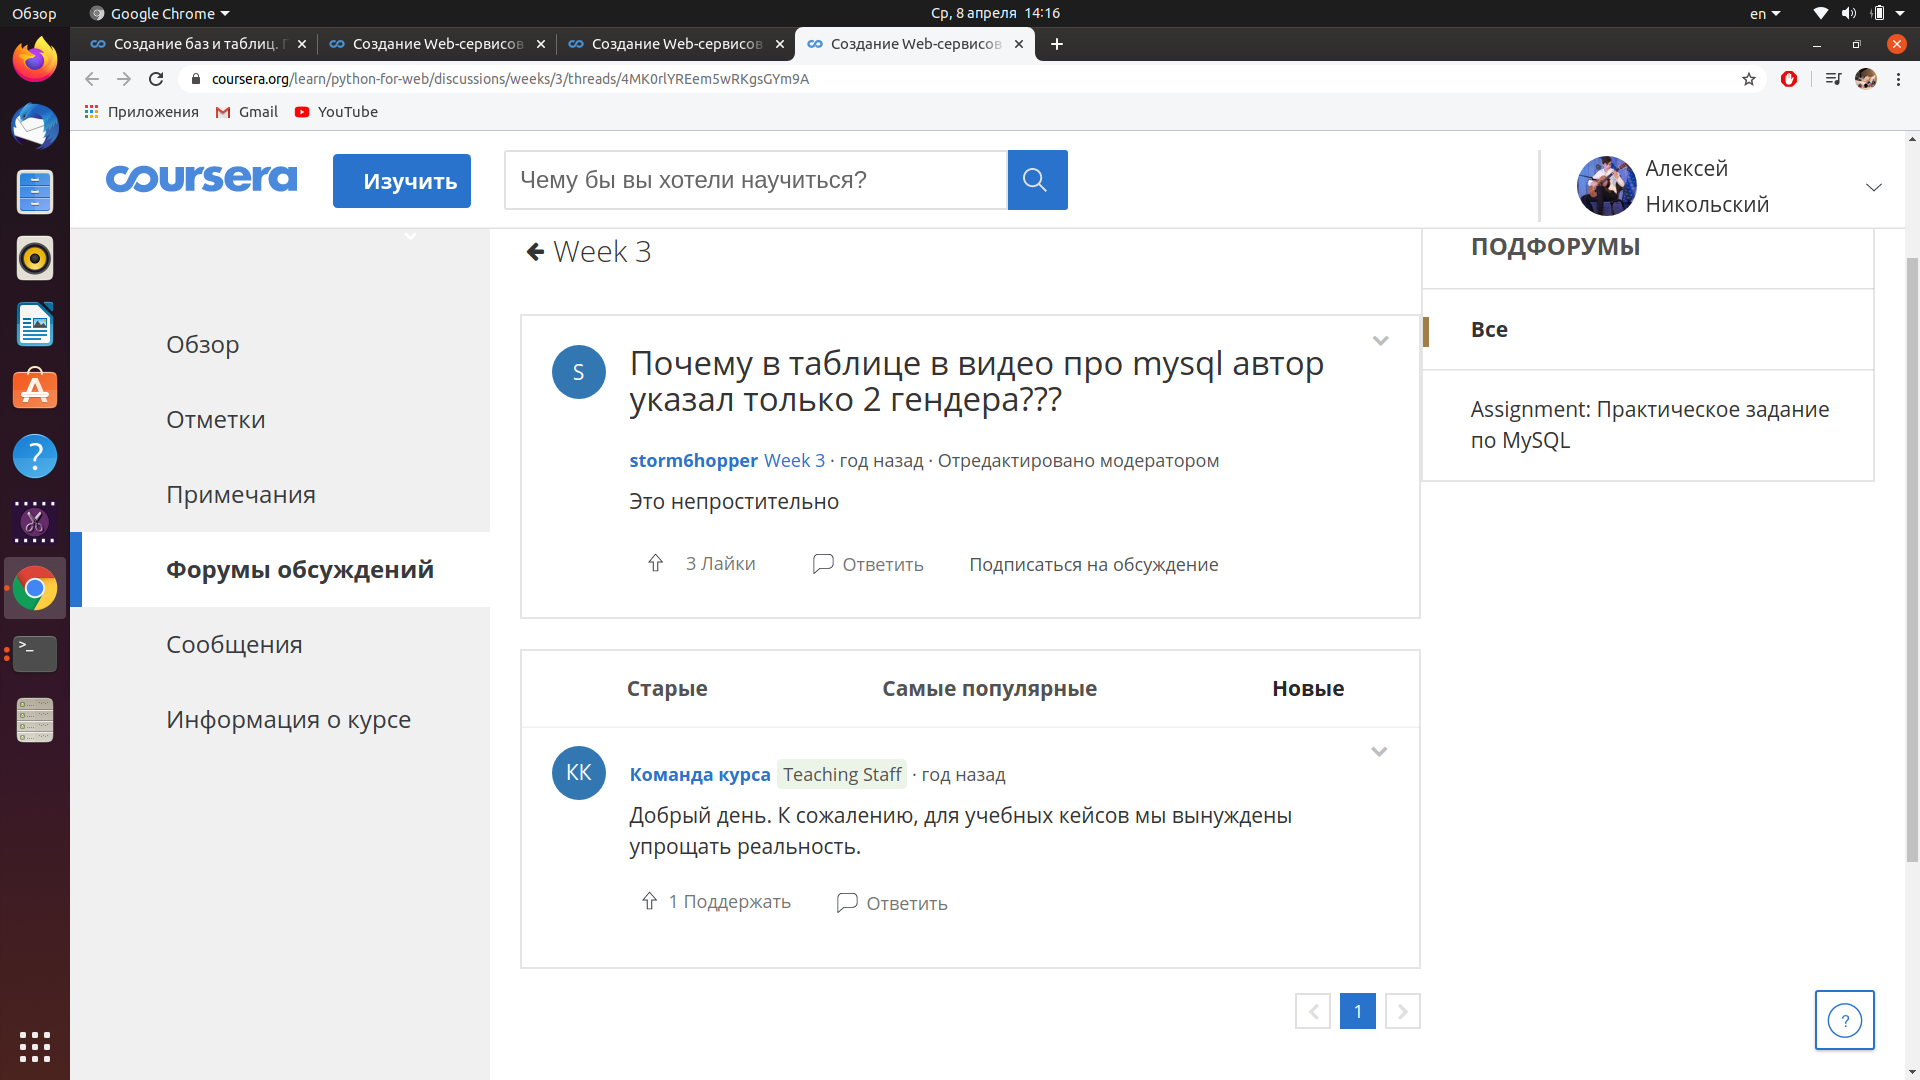 Обзор
Google Chrome
Ср, 8 апреля 14:16
en
Создание баз и таблиц.
Создание Web-сервисов
Создание Web-сервисов
Создание Web-сервисов
coursera.org/learn/python-for-web/discussions/weeks/3/threads/4MK0rlYREem5wRKgsGYm9A
Приложения
Gmail
YouTube
coursera
Изучить
Чему бы вы хотели научиться?
Алексей
Никольский
Обзор
Отметки
Примечания
Форумы обсуждений
Сообщения
Информация о курсе
Week 3
S
Почему в таблице в видео про mysql автор
указал только 2 гендера???
storm6hopper Week 3 · год назад · Отредактировано модератором
Это непростительно
3 Лайки
Ответить
Подписаться на обсуждение
Старые
Самые популярные
Новые
КК
Команда курса Teaching Staff · год назад
Добрый день. К сожалению, для учебных кейсов мы вынуждены
упрощать реальность.
1 Поддержать
Ответить
1
ПОДФОРУМЫ
Все
Assignment: Практическое задание
по MySQL
?